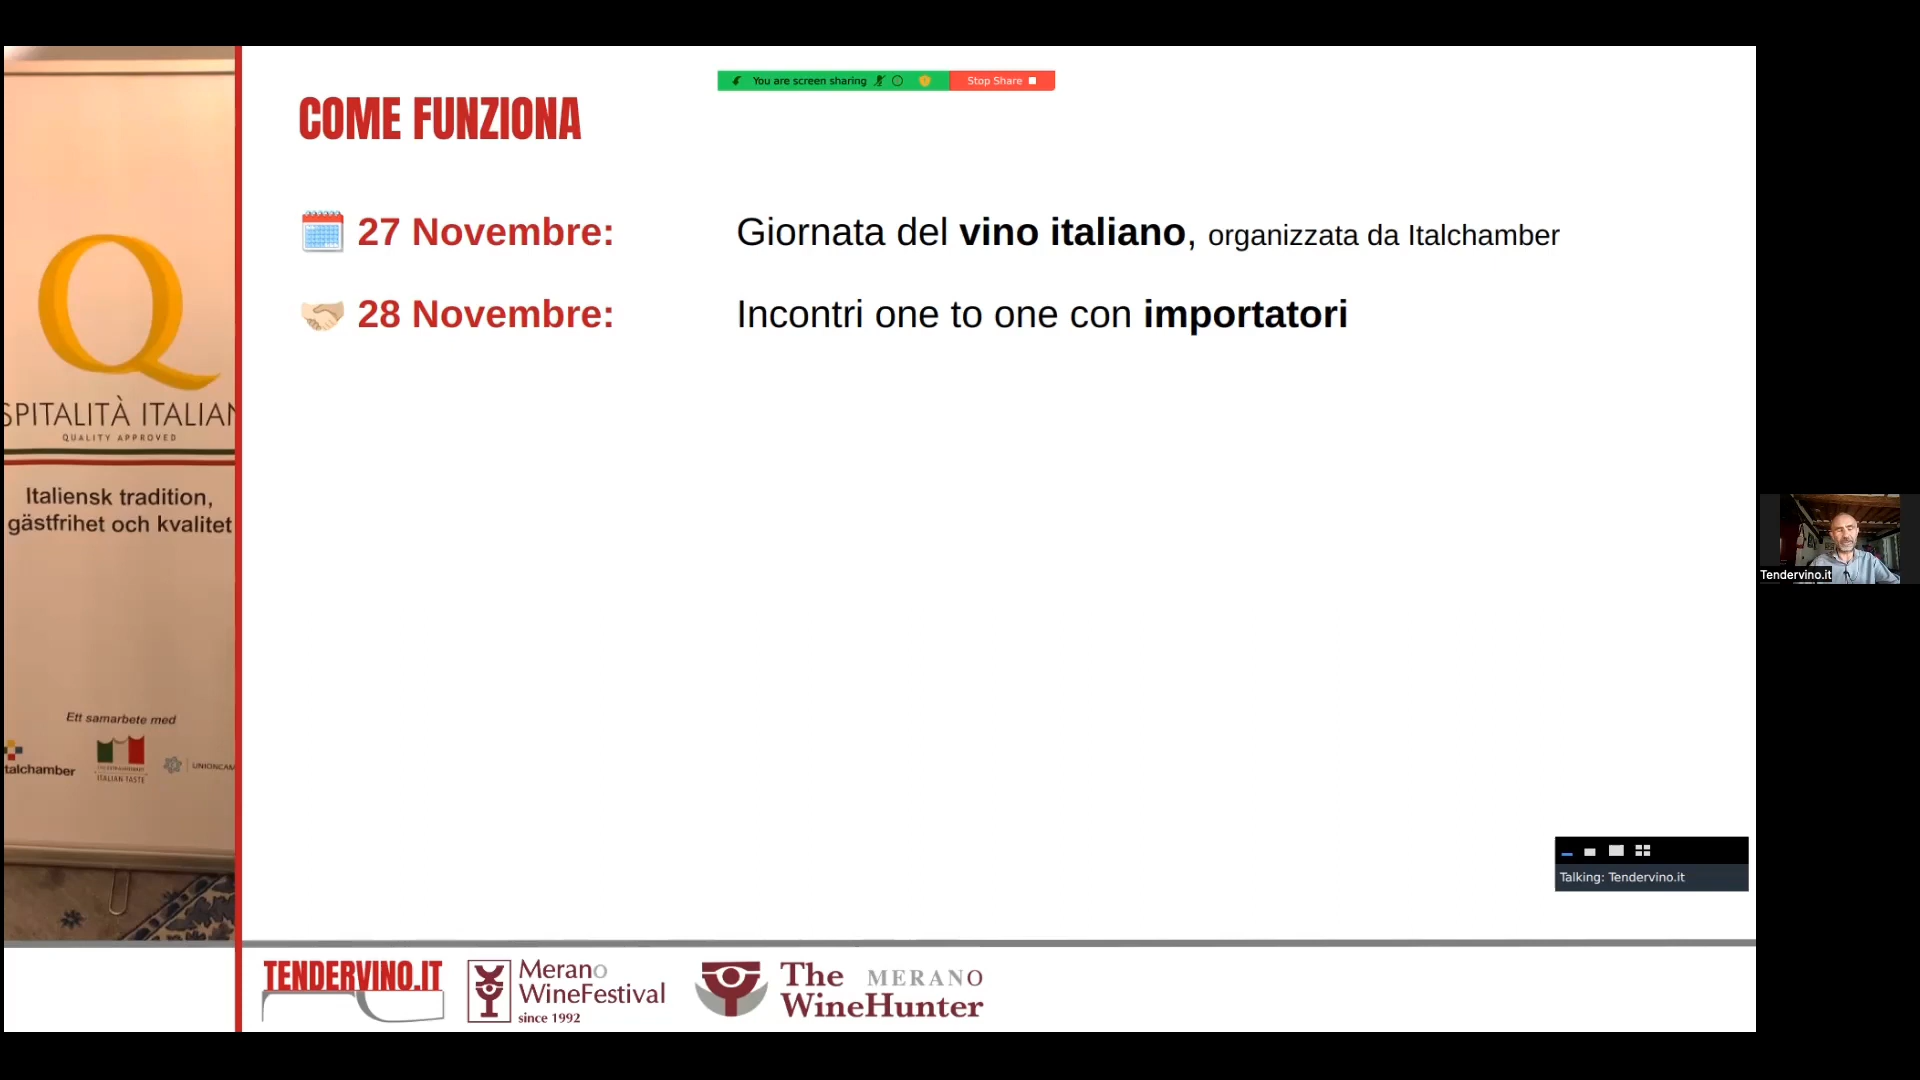 You are screen sharing
Stop Share
COME FUNZIONA
27 Novembre: Giornata del vino italiano, organizzata da Italchamber
28 Novembre: Incontri one to one con importatori
Q
SPITALITÀ ITALIAN
QUALITY APPROVED
Italiensk tradition,
gästfrihet och kvalitet
Ett samarbete med
talchamber
ITALIAN TASTE
UNIONCAM
Tendervino.it
Talking: Tendervino.it
TENDERVINO.IT
Merano
WineFestival
since 1992
The MERANO
WineHunter